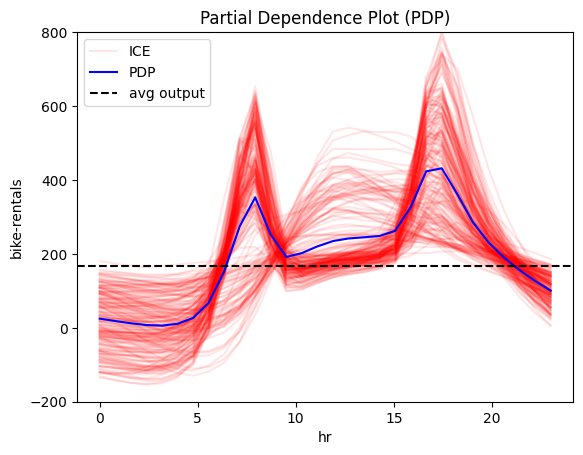 Partial Dependence Plot (PDP)
ICE
PDP
avg output
800
600
400
200
0
−200
bike-rentals
0 5 10 15 20
hr